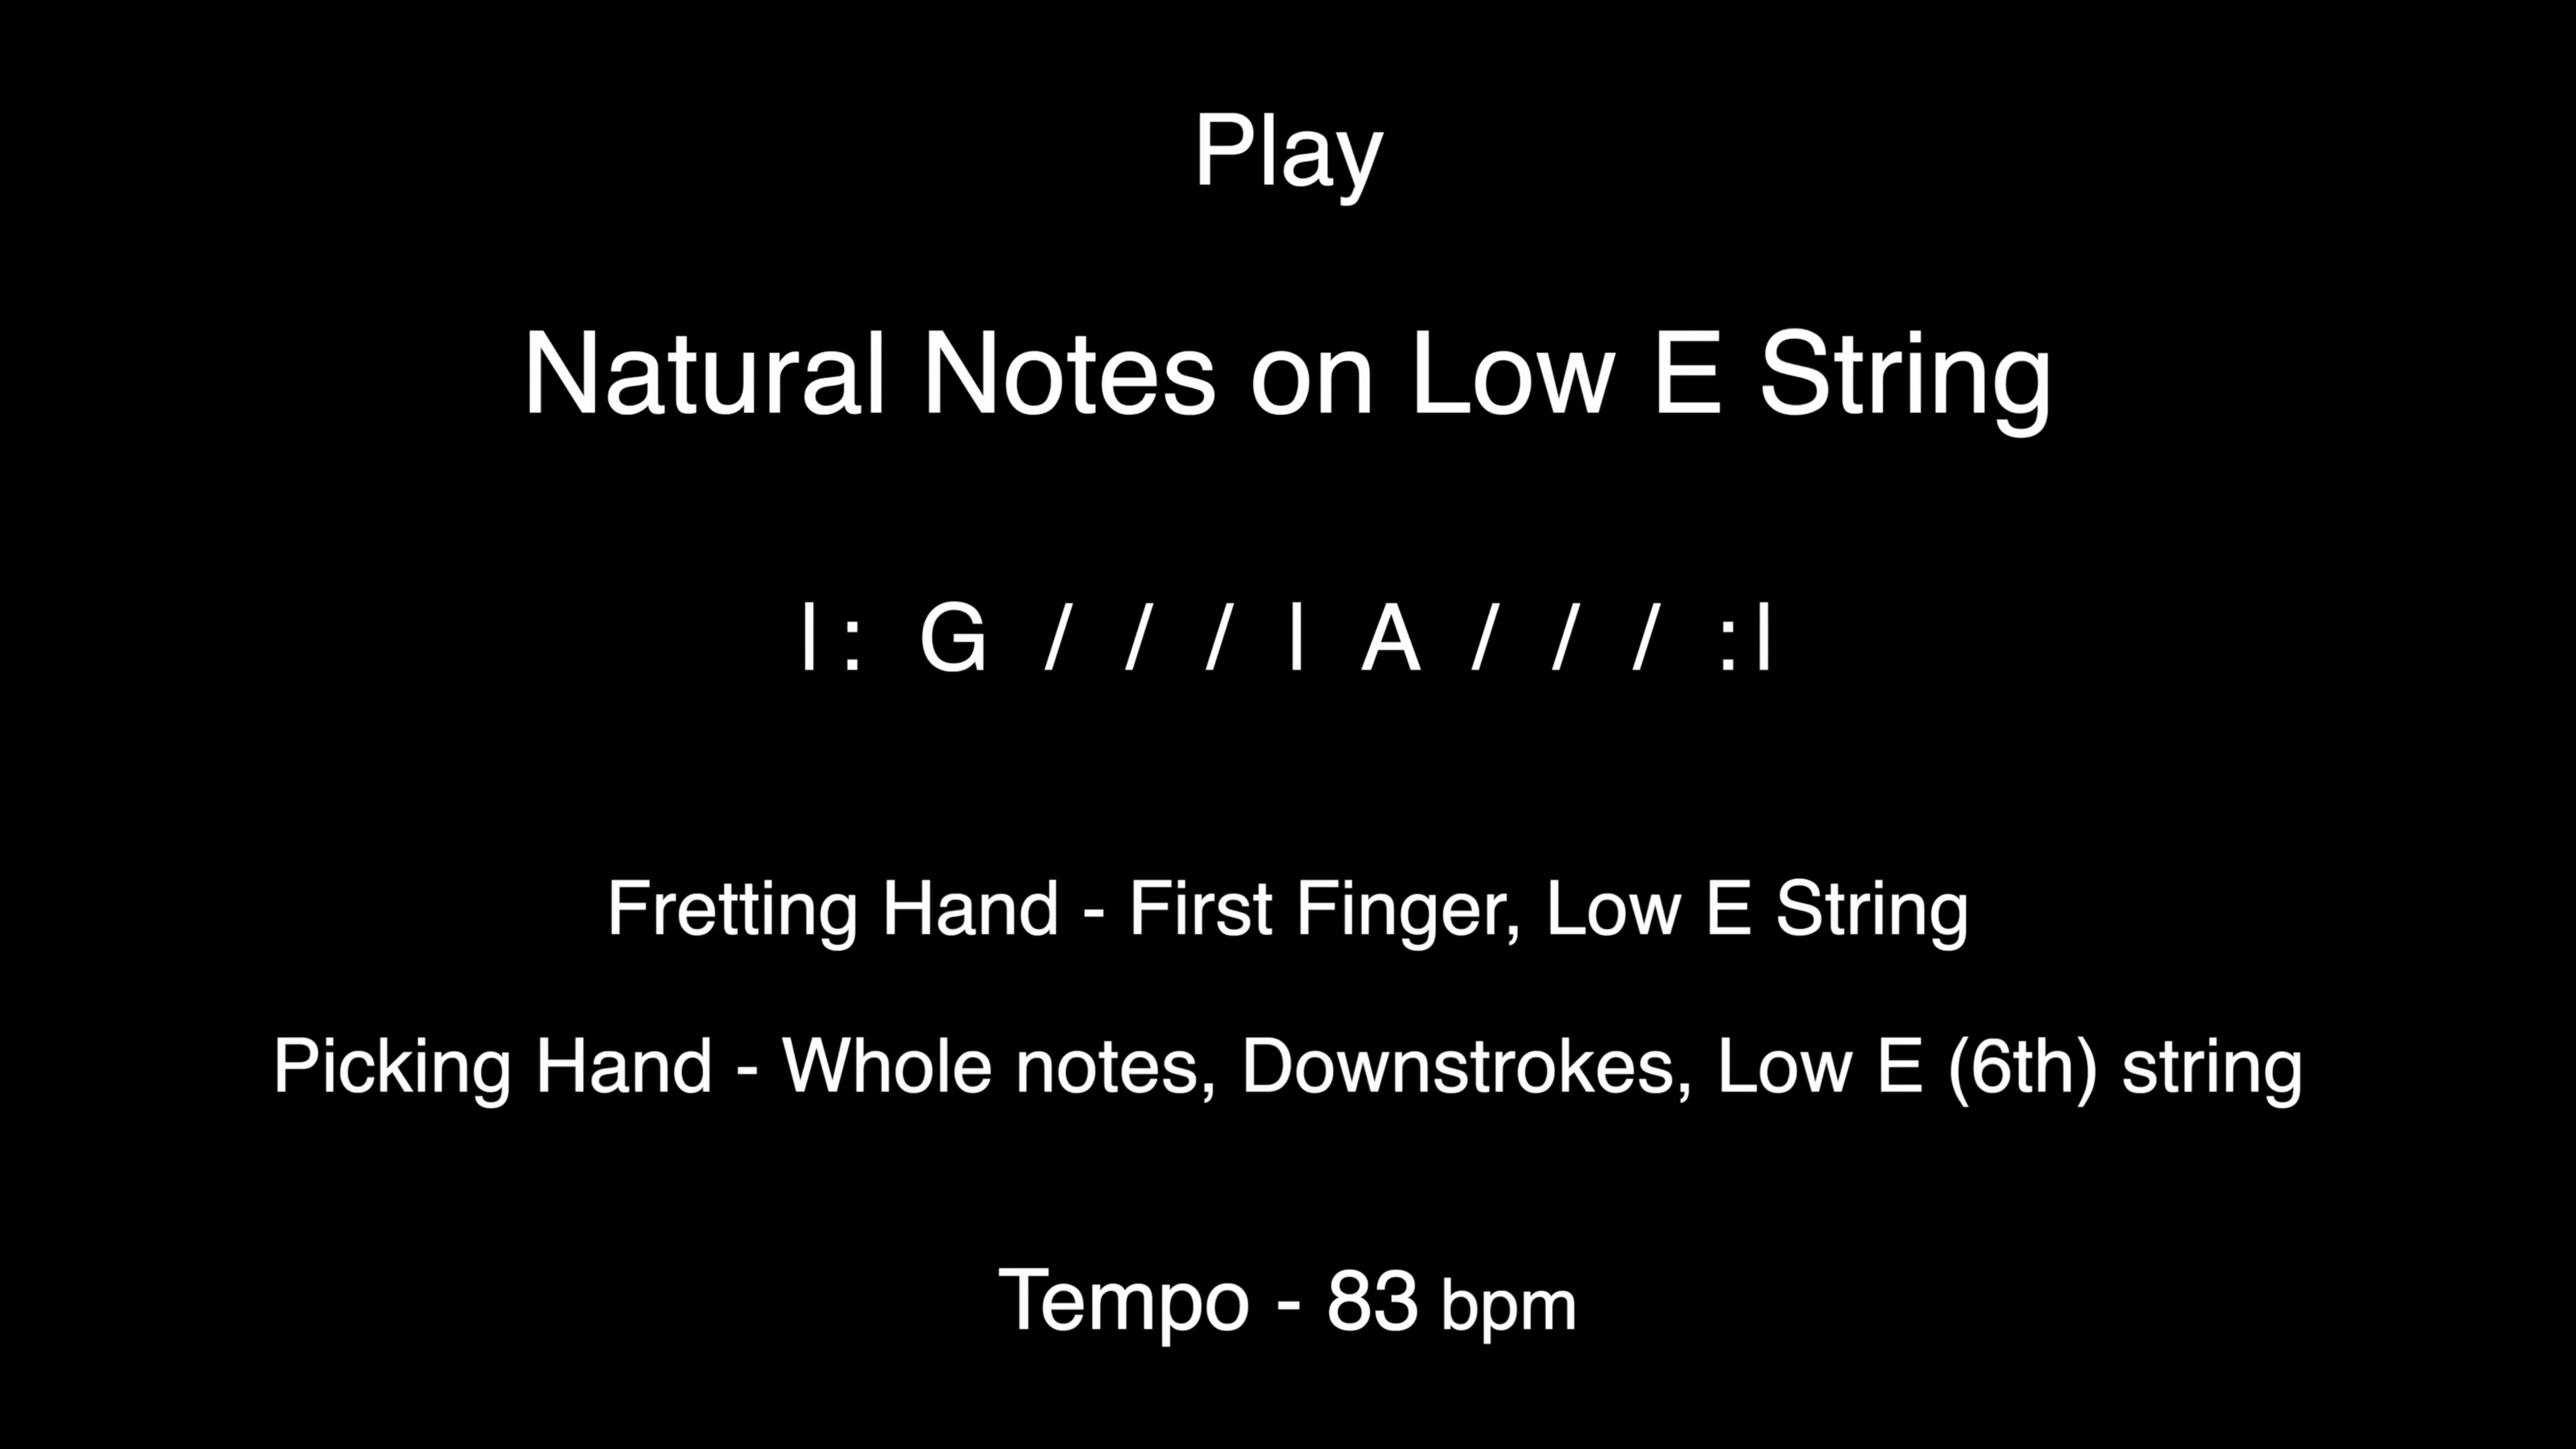 Play
Natural Notes on Low E String
|: G / / / | A / / / :|
Fretting Hand - First Finger, Low E String
Picking Hand - Whole notes, Downstrokes, Low E (6th) string
Tempo - 83 bpm